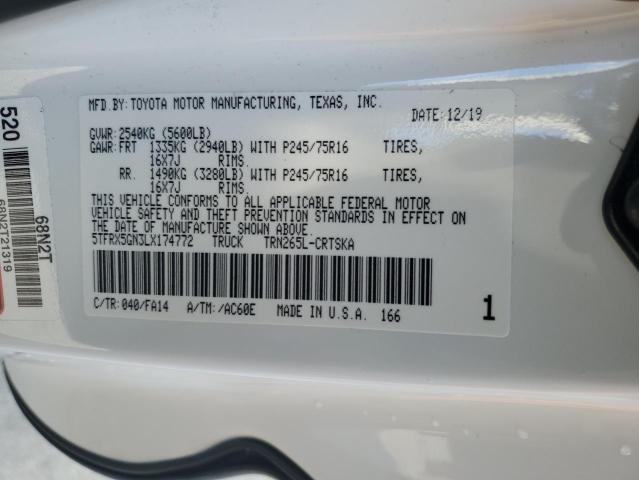 MFD.BY:TOYOTA MOTOR MANUFACTURING, TEXAS, INC.
DATE:12/19
GVWR:2540KG (5600LB)
GAWR:FRT 1335KG (2940LB) WITH P245/75R16 TIRES,
16X7J RIMS.
RR. 1490KG (3280LB) WITH P245/75R16 TIRES,
16X7J RIMS.
THIS VEHICLE CONFORMS TO ALL APPLICABLE FEDERAL MOTOR
VEHICLE SAFETY AND THEFT PREVENTION STANDARDS IN EFFECT ON
THE DATE OF MANUFACTURE SHOWN ABOVE.
5TFRX5GN3LX174772 TRUCK TRN265L-CRTSKA
C/TR:040/FA14 A/TM:/AC60E MADE IN U.S.A. 166
1
520
68N2T
68N2T21319